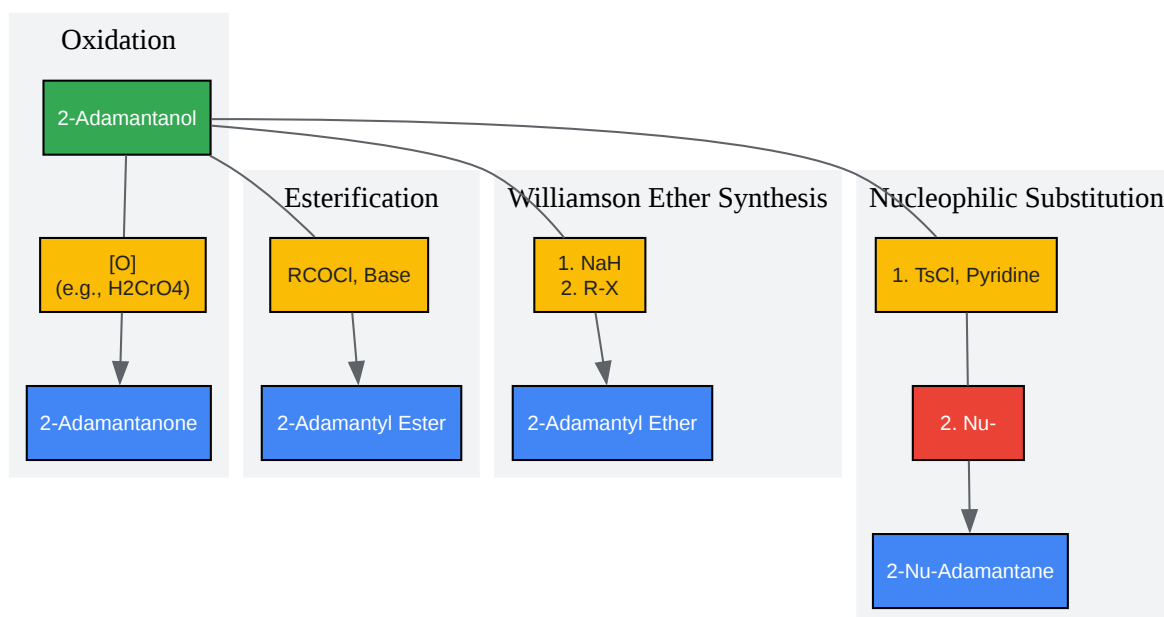 Oxidation
2-Adamantanol
Esterification
Williamson Ether Synthesis
Nucleophilic Substitution
[O]
(e.g., H2CrO4)
RCOCl, Base
1. NaH
2. R-X
1. TsCl, Pyridine
2-Adamantanone
2-Adamantyl Ester
2-Adamantyl Ether
2. Nu-
2-Nu-Adamantane